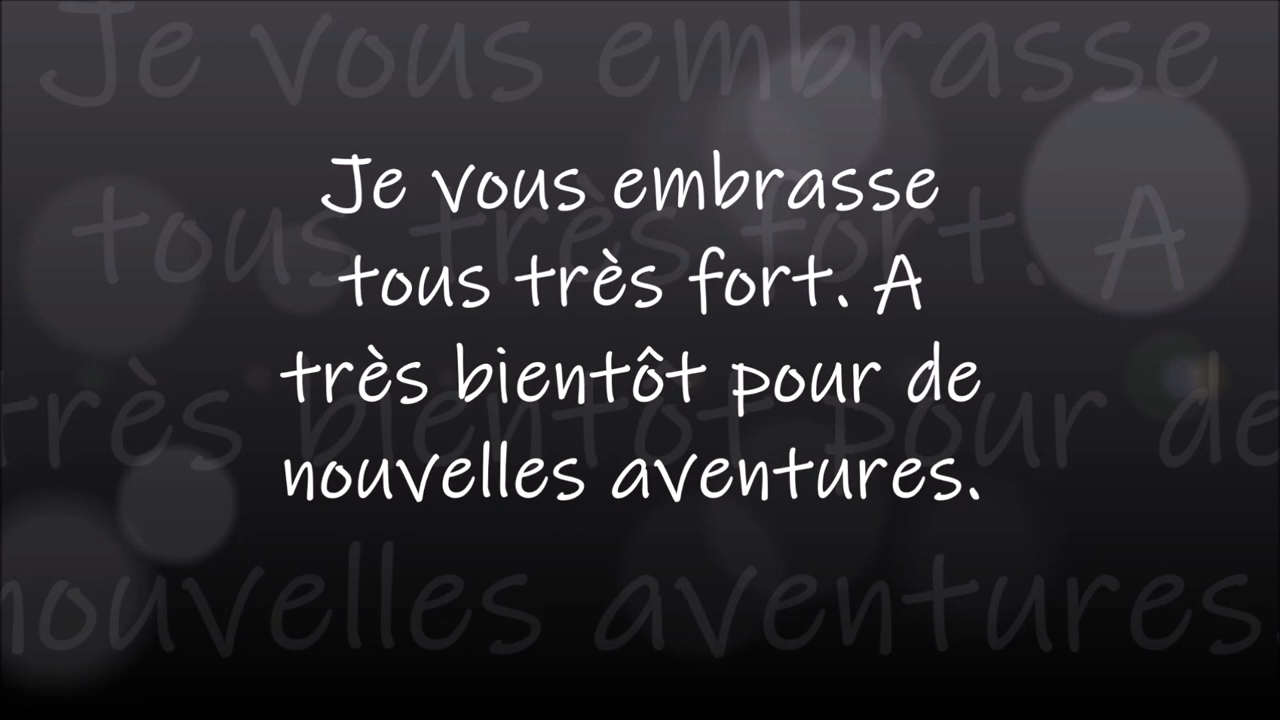 Je vous embrasse
tous très fort. A
très bientôt pour de
nouvelles aventures.